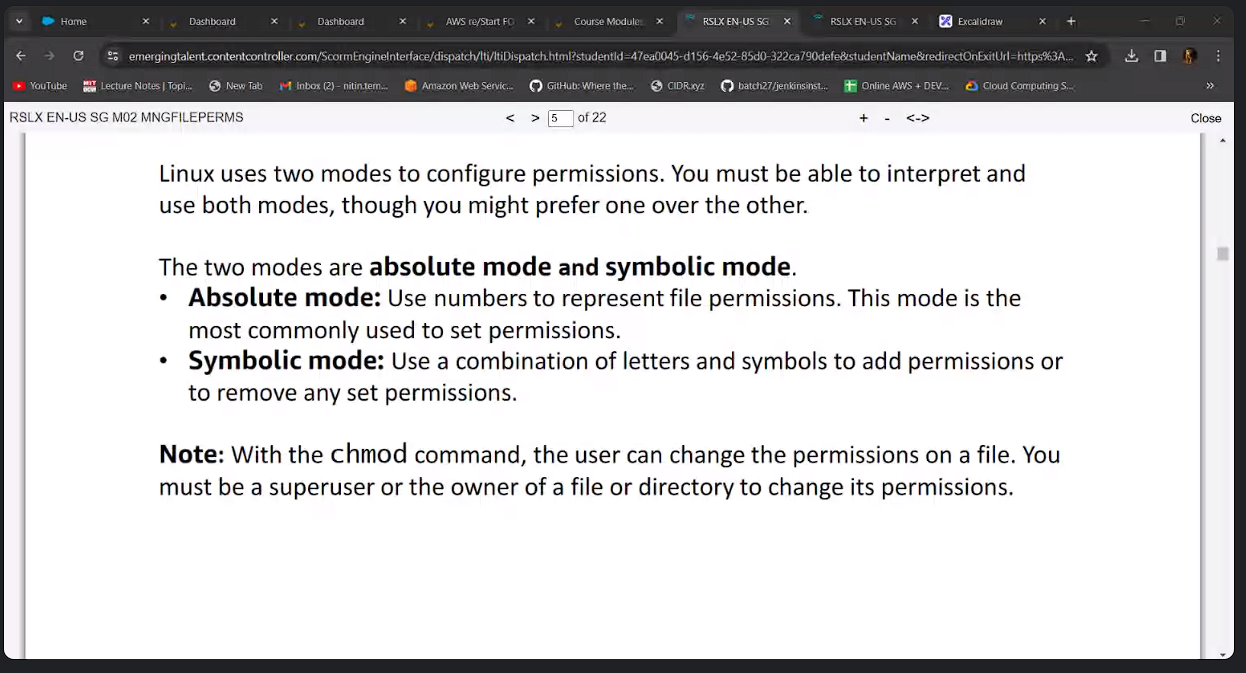 Home
Dashboard
Dashboard
AWS re/Start FO
Course Modules:
RSLX EN-US SG
RSLX EN-US SG
Excalidraw
emergingtalent.contentcontroller.com/ScormEngineInterface/dispatch/lti/ltiDispatch.html?studentId=47ea0045-d156-4e52-85d0-322ca790defe&studentName&redirectOnExitUrl=https%3A...
YouTube
Lecture Notes | Topi...
New Tab
Inbox (2) - nitin.tem...
Amazon Web Servic...
GitHub: Where the...
CIDR.xyz
batch27/jenkinsinst...
Online AWS + DEV...
Cloud Computing S...
RSLX EN-US SG M02 MNGFILEPERMS
< > 5 of 22
+ - <->
Close
Linux uses two modes to configure permissions. You must be able to interpret and
use both modes, though you might prefer one over the other.
The two modes are absolute mode and symbolic mode.
• Absolute mode: Use numbers to represent file permissions. This mode is the
most commonly used to set permissions.
• Symbolic mode: Use a combination of letters and symbols to add permissions or
to remove any set permissions.
Note: With the chmod command, the user can change the permissions on a file. You
must be a superuser or the owner of a file or directory to change its permissions.